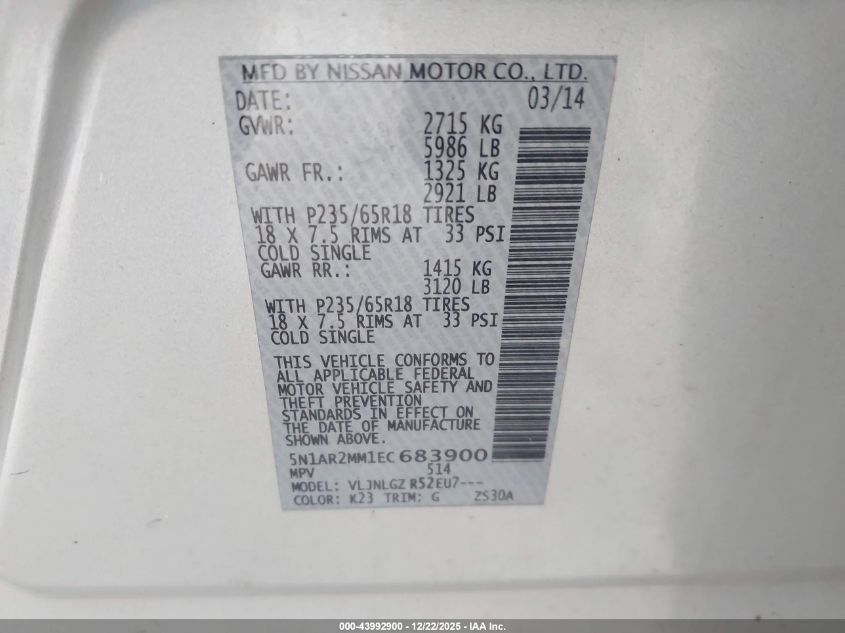 MFD BY NISSAN MOTOR CO., LTD.
DATE: 03/14
GVWR: 2715 KG
5986 LB
GAWR FR.: 1325 KG
2921 LB
WITH P235/65R18 TIRES
18 X 7.5 RIMS AT 33 PSI
COLD SINGLE
GAWR RR.: 1415 KG
3120 LB
WITH P235/65R18 TIRES
18 X 7.5 RIMS AT 33 PSI
COLD SINGLE
THIS VEHICLE CONFORMS TO
ALL APPLICABLE FEDERAL
MOTOR VEHICLE SAFETY AND
THEFT PREVENTION
STANDARDS IN EFFECT ON
THE DATE OF MANUFACTURE
SHOWN ABOVE.
5N1AR2MM1EC 683900
MPV 514
MODEL: VLJNLGZ R52EU7---
COLOR: K23 TRIM: G ZS30A
000-43992900 - 12/22/2025 - IAA Inc.